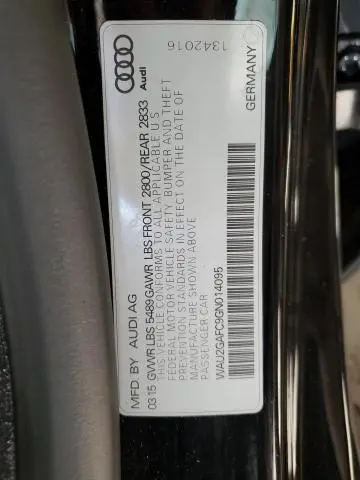 MFD BY AUDI AG
0315 GVWR LBS 5489 GAWR LBS FRONT 2800/REAR 2833
THIS VEHICLE CONFORMS TO ALL APPLICABLE U S
FEDERAL MOTOR VEHICLE SAFETY, BUMPER AND THEFT
PREVENTION STANDARDS IN EFFECT ON THE DATE OF
MANUFACTURE SHOWN ABOVE
PASSENGER CAR
WAU2GAFC9GN014095
Audi
1342016
GERMANY